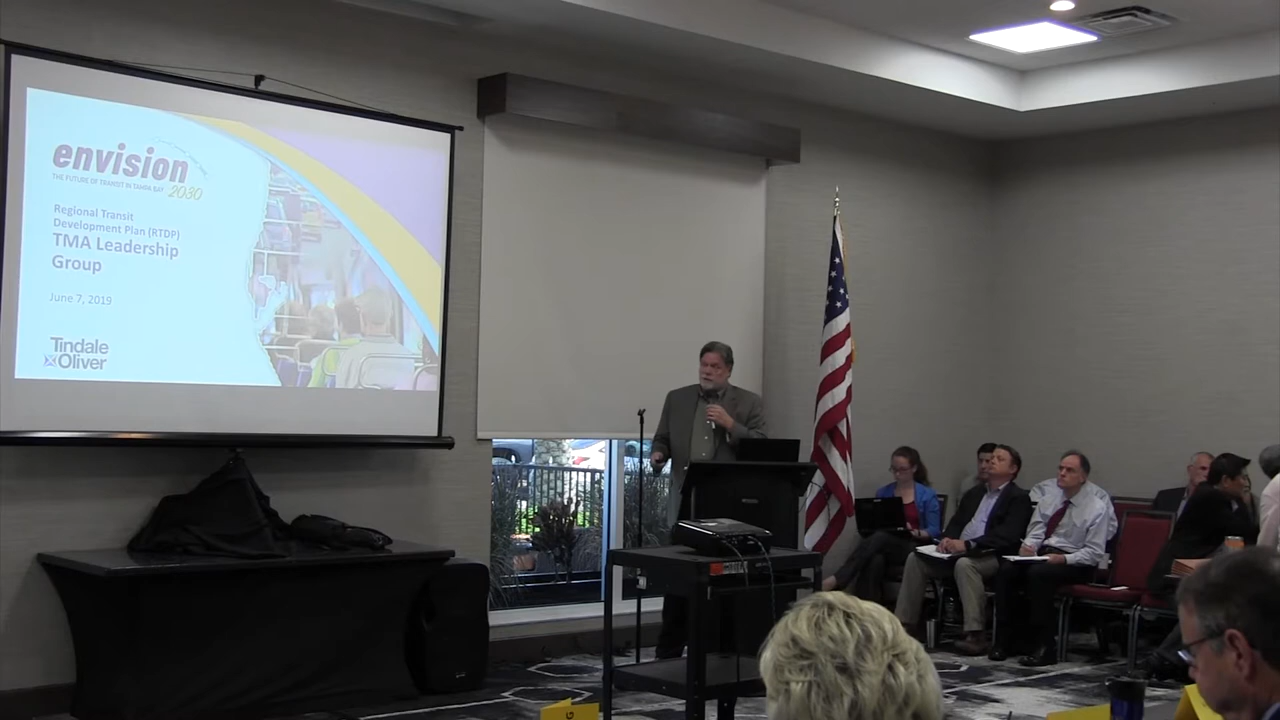 envision
THE FUTURE OF TRANSIT IN TAMPA BAY
2030
Regional Transit
Development Plan (RTDP)
TMA Leadership
Group
June 7, 2019
Tindale
Oliver
G